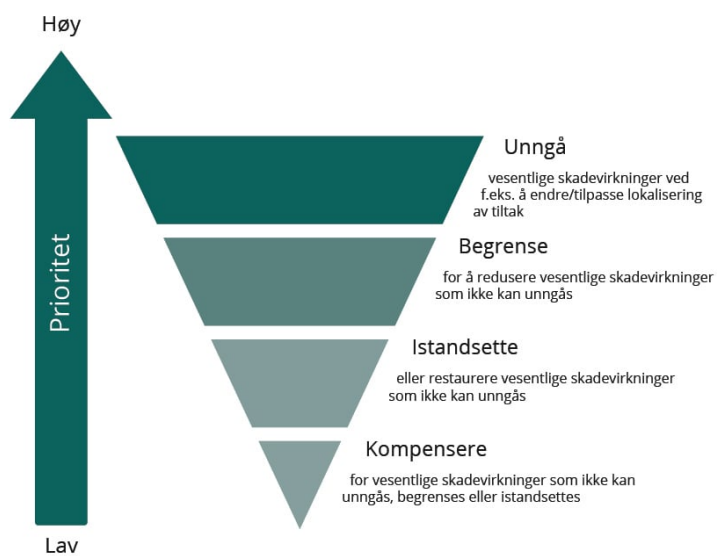 Høy
Prioritet
Lav
Unngå
vesentlige skadevirkninger ved
f.eks. å endre/tilpasse lokalisering
av tiltak
Begrense
for å redusere vesentlige skadevirkninger
som ikke kan unngås
Istandsette
eller restaurere vesentlige skadevirkninger
som ikke kan unngås
Kompensere
for vesentlige skadevirkninger som ikke kan
unngås, begrenses eller istandsettes